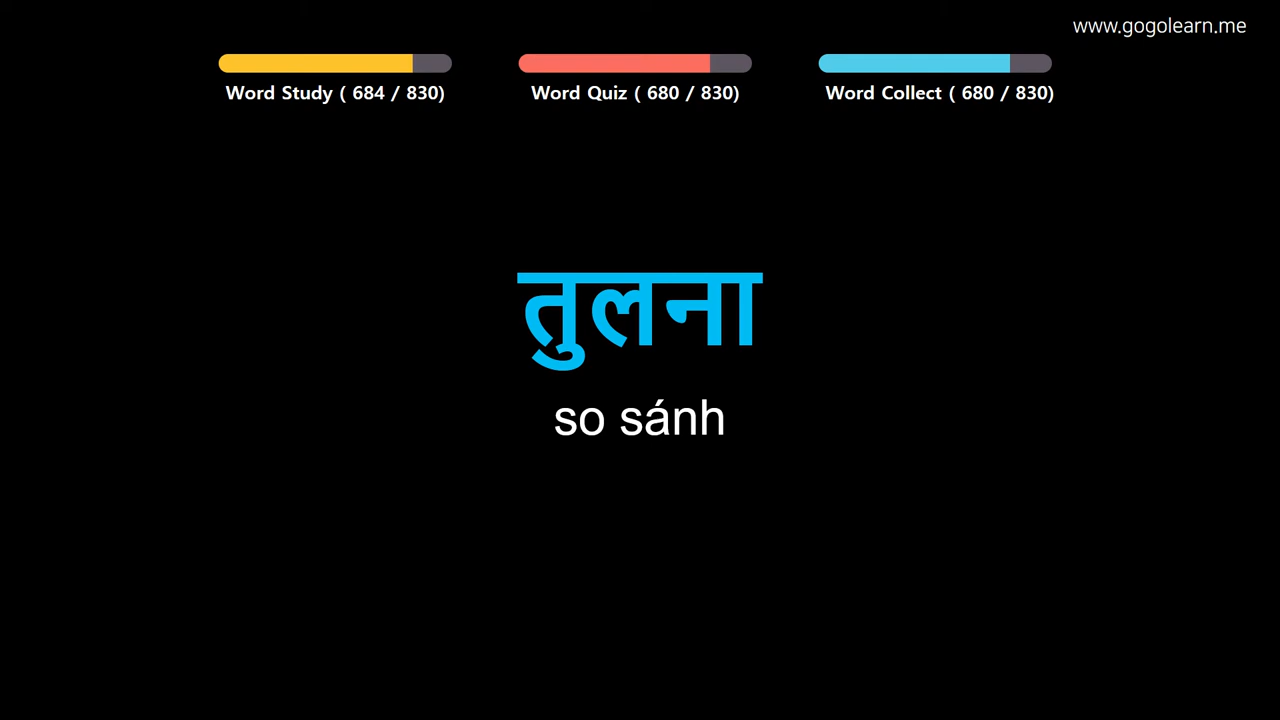 www.gogolearn.me
Word Study ( 684 / 830)
Word Quiz ( 680 / 830)
Word Collect ( 680 / 830)
तुलना
so sánh